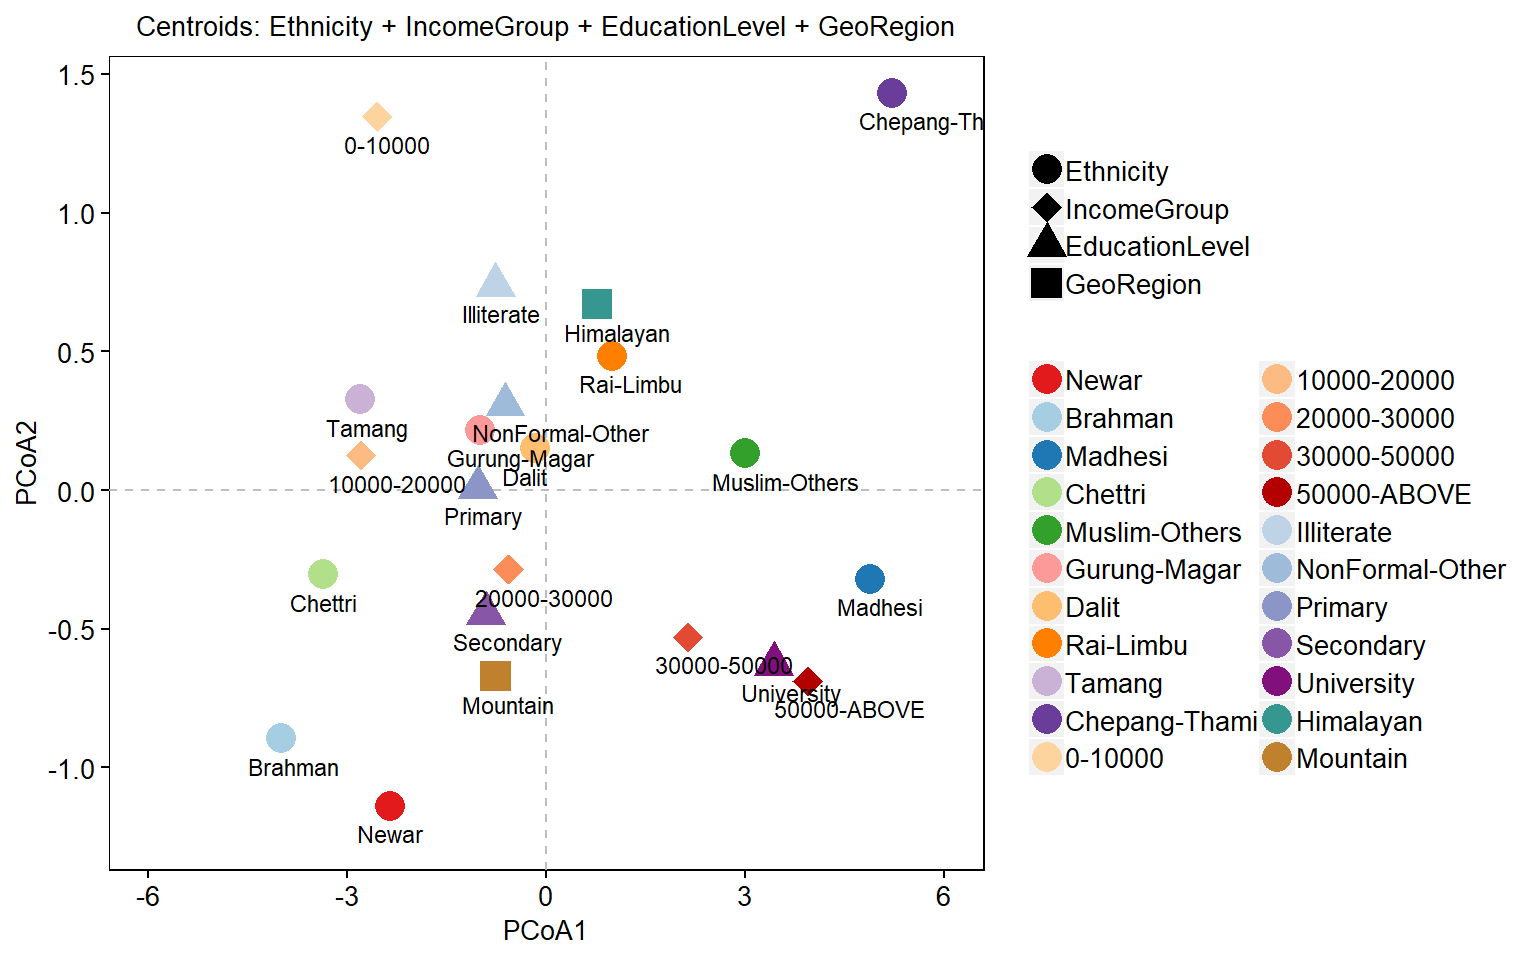 Centroids: Ethnicity + IncomeGroup + EducationLevel + GeoRegion
PCoA2
1.5
1.0
0.5
0.0
-0.5
-1.0
Chepang-Th
0-10000
Illiterate
Himalayan
Rai-Limbu
Tamang
NonFormal-Other
Gurung-Magar
Dalit
10000-20000
Muslim-Others
Primary
Chettri
20000-30000
Madhesi
Secondary
30000-50000
University
50000-ABOVE
Mountain
Brahman
Newar
-6
-3
0
3
6
PCoA1
Ethnicity
IncomeGroup
EducationLevel
GeoRegion
Newar
Brahman
Madhesi
Chettri
Muslim-Others
Gurung-Magar
Dalit
Rai-Limbu
Tamang
Chepang-Thami
0-10000
10000-20000
20000-30000
30000-50000
50000-ABOVE
Illiterate
NonFormal-Other
Primary
Secondary
University
Himalayan
Mountain